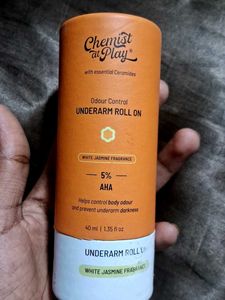 Chemist
at Play®
with essential Ceramides
Odour Control
UNDERARM ROLL ON
WHITE JASMINE FRAGRANCE
5%
AHA
Helps control body odour
and prevent underarm darkness
40 ml | 1.35 fl oz
UNDERARM ROLL
WHITE JASMINE FRAGRANCE